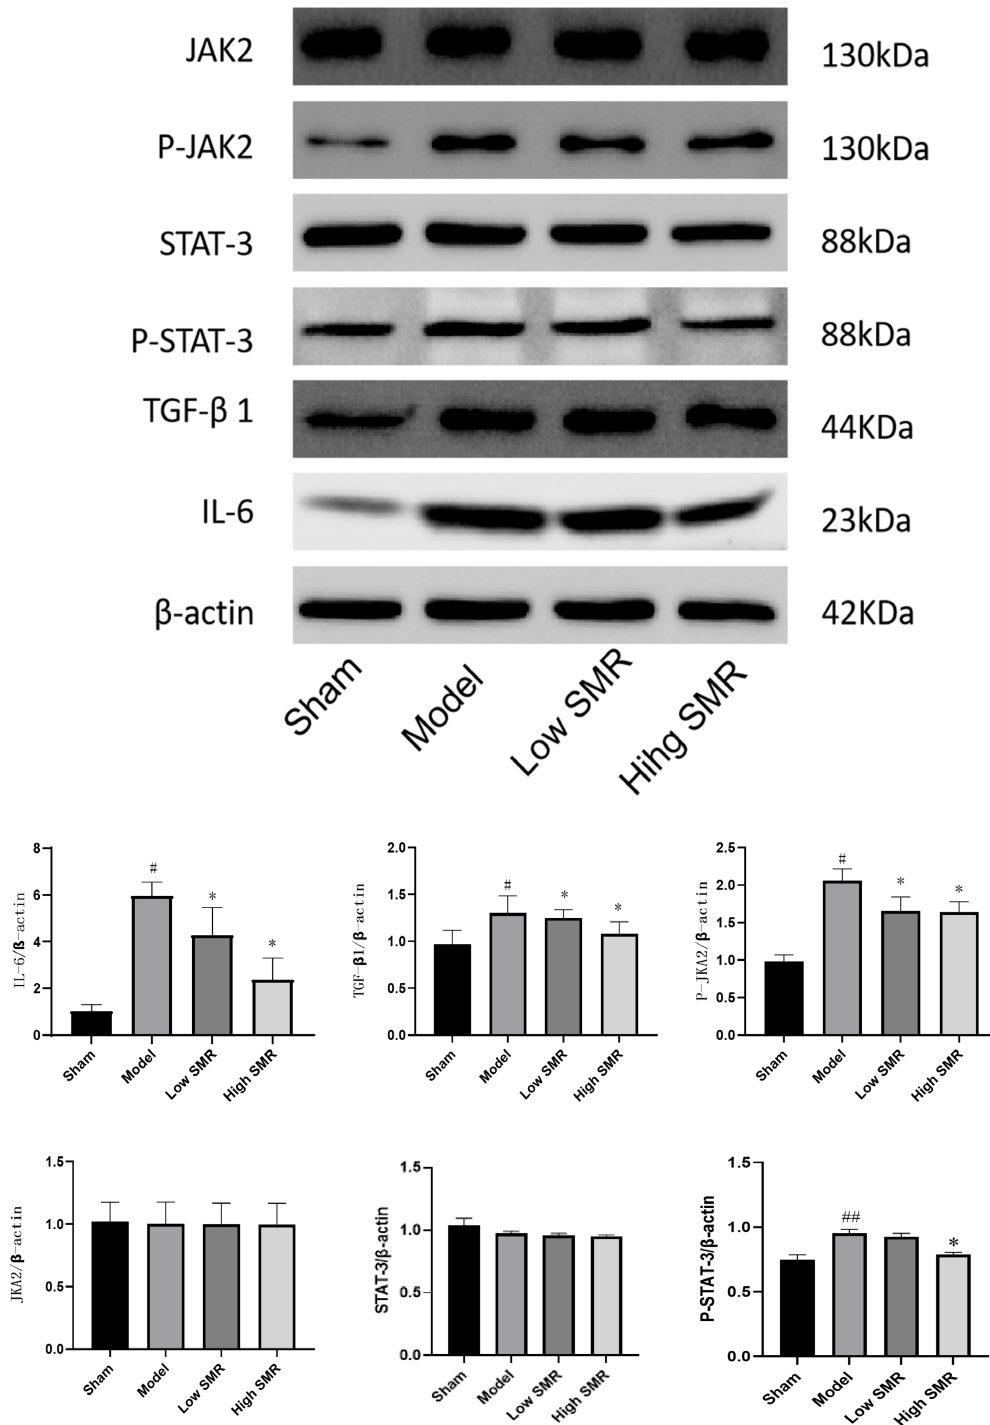 JAK2 130kDa
P-JAK2 130kDa
STAT-3 88kDa
P-STAT-3 88kDa
TGF-β 1 44KDa
IL-6 23kDa
β-actin 42KDa
Sham Model Low SMR Hihg SMR
IL-6/ß-actin
8
6
4
2
0
# * *
Sham Model Low SMR High SMR
TGF-β1/β-actin
2.0
1.5
1.0
0.5
0.0
# * *
Sham Model Low SMR High SMR
P-JKA2/β-actin
2.5
2.0
1.5
1.0
0.5
0.0
# * *
Sham Model Low SMR High SMR
JKA2/β-actin
1.5
1.0
0.5
0.0
Sham Model Low SMR High SMR
STAT-3/β-actin
1.5
1.0
0.5
0.0
Sham Model Low SMR High SMR
P-STAT-3/β-actin
1.5
1.0
0.5
0.0
## *
Sham Model Low SMR High SMR